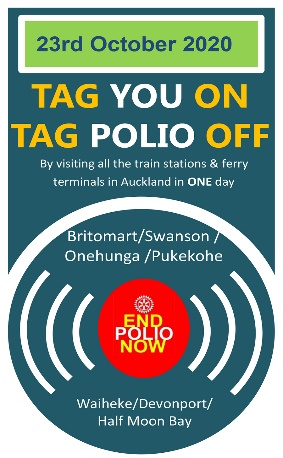 23rd October 2020
TAG YOU ON
TAG POLIO OFF
By visiting all the train stations & ferry
terminals in Auckland in ONE day
Britomart/Swanson /
Onehunga /Pukekohe
END
POLIO
NOW
Waiheke/Devonport/
Half Moon Bay